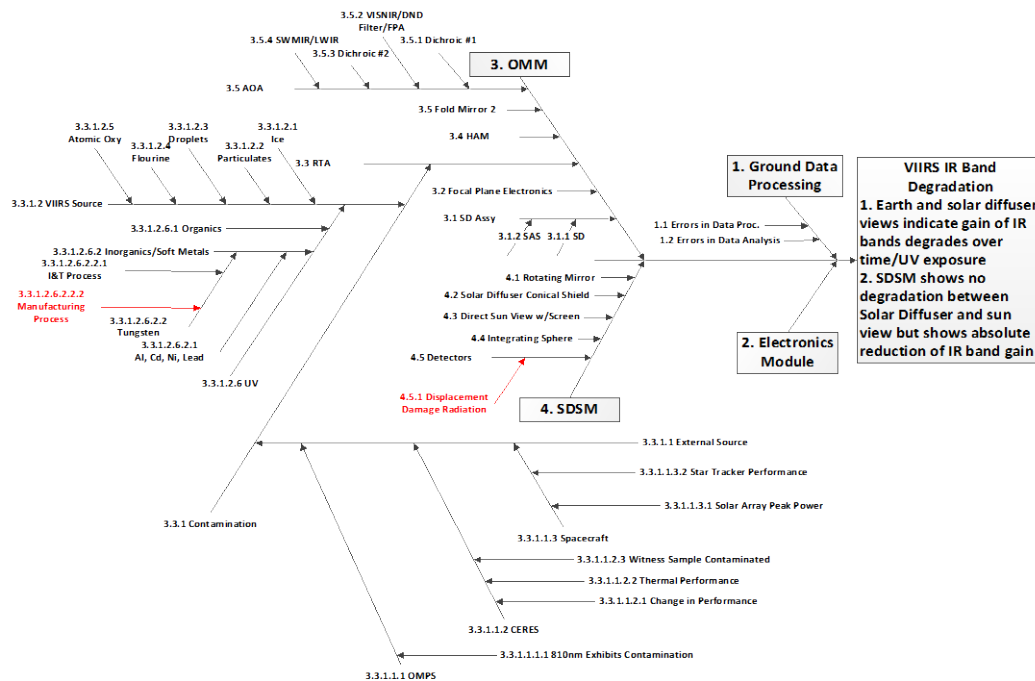 3.5.2 VISNIR/DND
Filter/FPA
3.5.4 SWMIR/LWIR
3.5.1 Dichroic #1
3.5.3 Dichroic #2
3. OMM
3.5 AOA
3.5 Fold Mirror 2
3.4 HAM
3.3 RTA
3.3.1.2.5
Atomic Oxy
3.3.1.2.4
Flourine
3.3.1.2.3
Droplets
3.3.1.2.2
Particulates
3.3.1.2.1
Ice
3.3.1.2 VIIRS Source
3.2 Focal Plane Electronics
3.1 SD Assy
3.1.2 SAS
3.1.1 SD
3.3.1.2.6.1 Organics
3.3.1.2.6.2 Inorganics/Soft Metals
3.3.1.2.6.2.2.1
I&T Process
3.3.1.2.6.2.2.2
Manufacturing
Process
3.3.1.2.6.2.2
Tungsten
3.3.1.2.6.2.1
Al, Cd, Ni, Lead
3.3.1.2.6 UV
4.1 Rotating Mirror
4.2 Solar Diffuser Conical Shield
4.3 Direct Sun View w/Screen
4.4 Integrating Sphere
4.5 Detectors
4.5.1 Displacement
Damage Radiation
4. SDSM
1. Ground Data
Processing
1.1 Errors in Data Proc.
1.2 Errors in Data Analysis
2. Electronics
Module
VIIRS IR Band
Degradation
1. Earth and solar diffuser
views indicate gain of IR
bands degrades over
time/UV exposure
2. SDSM shows no
degradation between
Solar Diffuser and sun
view but shows absolute
reduction of IR band gain
3.3.1 Contamination
3.3.1.1 External Source
3.3.1.1.3.2 Star Tracker Performance
3.3.1.1.3.1 Solar Array Peak Power
3.3.1.1.3 Spacecraft
3.3.1.1.2.3 Witness Sample Contaminated
3.3.1.1.2.2 Thermal Performance
3.3.1.1.2.1 Change in Performance
3.3.1.1.2 CERES
3.3.1.1.1.1 810nm Exhibits Contamination
3.3.1.1.1 OMPS